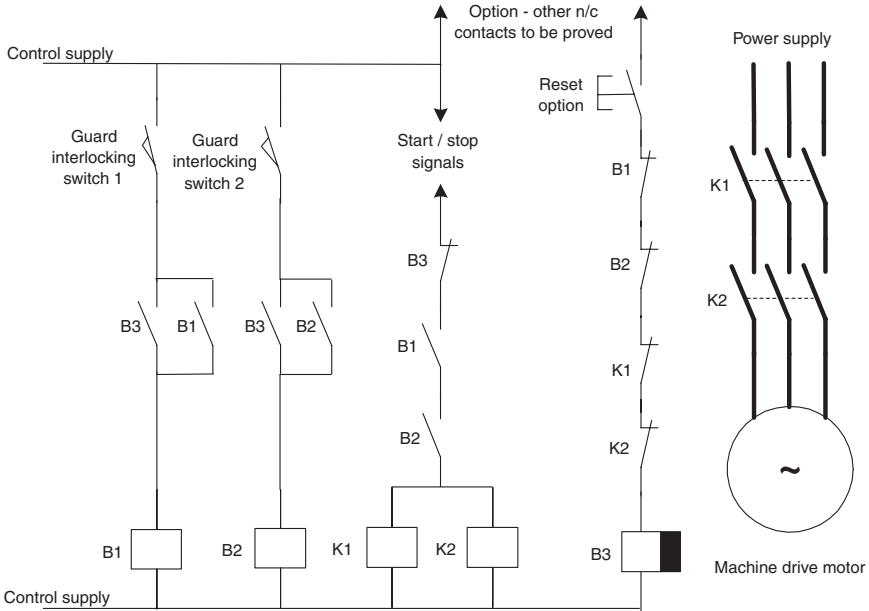 Option - other n/c
contacts to be proved
Control supply
Power supply
Reset
option
Guard
interlocking
switch 1
Guard
interlocking
switch 2
Start / stop
signals
B1
K1
B3
B2
K2
B3
B1
B3
B2
B1
K1
B2
K2
~
B1
B2
K1
K2
B3
Machine drive motor
Control supply